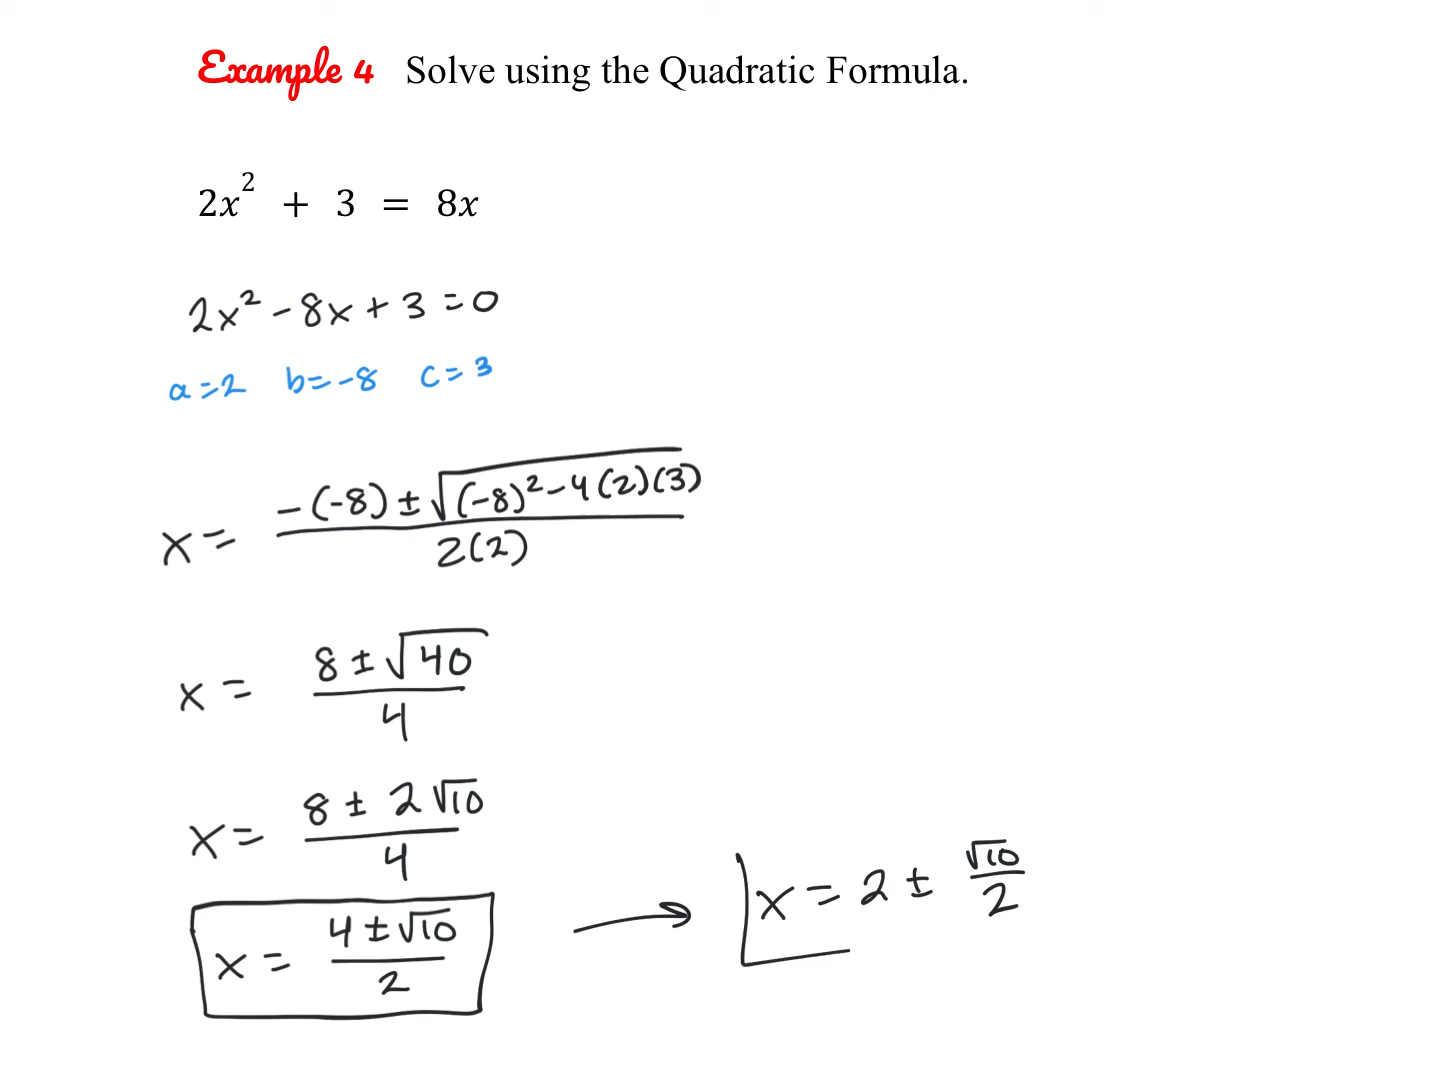 Example 4 Solve using the Quadratic Formula.
2x² + 3 = 8x
2x² - 8x + 3 = 0
a = 2 b = -8 c = 3
x = (-(-8) ± √((-8)² - 4(2)(3))) / 2(2)
x = (8 ± √40) / 4
x = (8 ± 2√10) / 4
x = (4 ± √10) / 2 → x = 2 ± √10 / 2